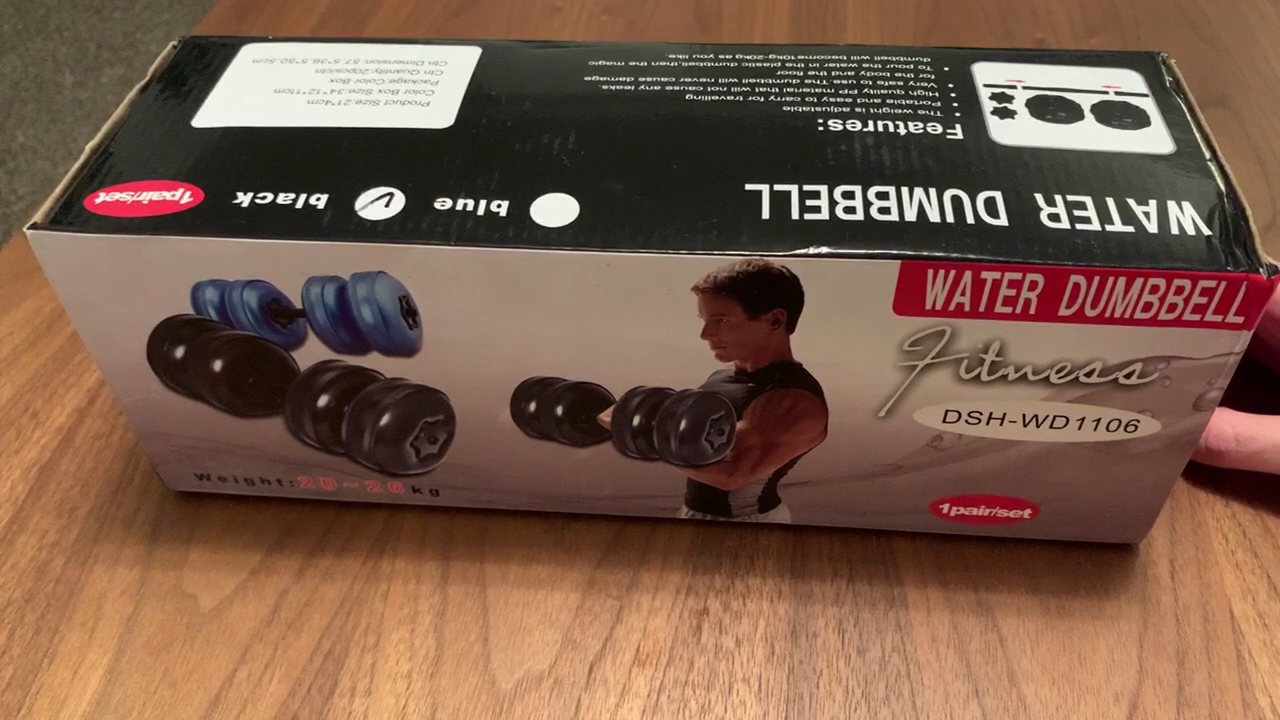 WATER DUMBBELL
Fitness
DSH-WD1106
1pair/set
Weight:20~26kg
WATER DUMBBELL
blue
black
1pair/set
Features:
• The weight is adjustable
• Portable and easy to carry for travelling
• High quality PP material that will not cause any leaks.
• Very safe to use. The dumbbell will never cause damage
for the body and the floor
• To pour the water in the plastic dumbbell,than the magic
dumbbell will become10kg-20kg as you like.
Product Size:21*4cm
Color Box Size:34*12*11cm
Package:Color Box
Ctn Quantity:20pcs/ctn
Ctn Dimension:57.5*36.5*50.5cm